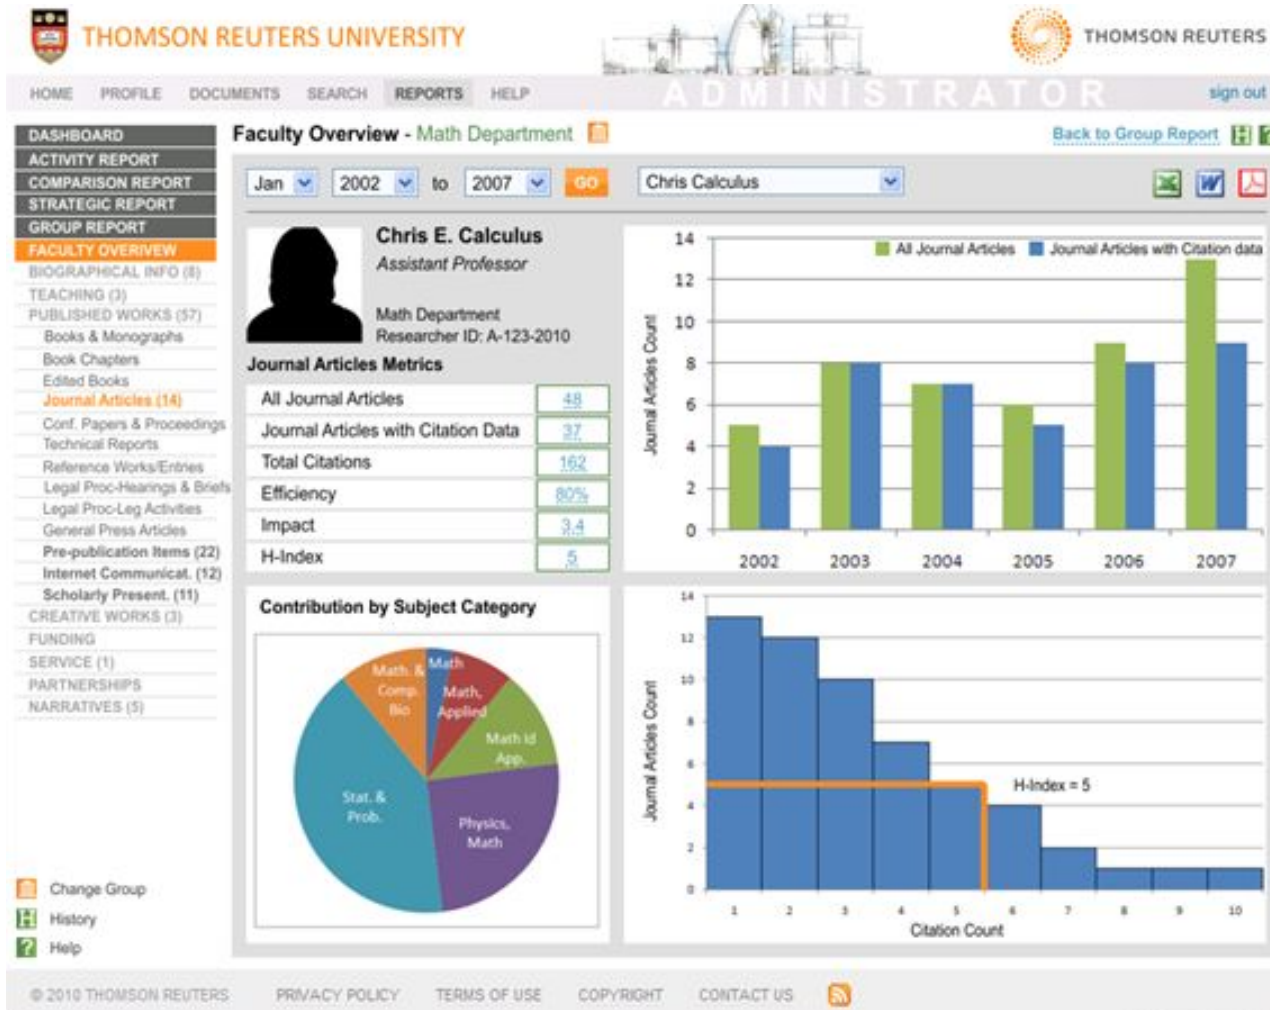 THOMSON REUTERS UNIVERSITY
THOMSON REUTERS
HOME PROFILE DOCUMENTS SEARCH REPORTS HELP
ADMINISTRATOR
sign out
DASHBOARD
ACTIVITY REPORT
COMPARISON REPORT
STRATEGIC REPORT
GROUP REPORT
FACULTY OVERIVEW
BIOGRAPHICAL INFO (8)
TEACHING (3)
PUBLISHED WORKS (57)
Books & Monographs
Book Chapters
Edited Books
Journal Articles (14)
Conf. Papers & Proceedings
Technical Reports
Reference Works/Entries
Legal Proc-Hearings & Briefs
Legal Proc-Leg Activities
General Press Articles
Pre-publication Items (22)
Internet Communicat. (12)
Scholarly Present. (11)
CREATIVE WORKS (3)
FUNDING
SERVICE (1)
PARTNERSHIPS
NARRATIVES (5)
Change Group
H History
? Help
Faculty Overview - Math Department
Back to Group Report H ?
Jan 2002 to 2007 GO Chris Calculus
Chris E. Calculus
Assistant Professor
Math Department
Researcher ID: A-123-2010
Journal Articles Metrics
All Journal Articles 48
Journal Articles with Citation Data 37
Total Citations 162
Efficiency 80%
Impact 3.4
H-Index 5
All Journal Articles Journal Articles with Citation data
Journal Articles Count
14
12
10
8
6
4
2
0
2002 2003 2004 2005 2006 2007
Contribution by Subject Category
Math
Math, Applied
Math Id App.
Physics, Math
Stat. & Prob.
Math. & Comp. Bio
Journal Articles Count
14
12
10
8
6
4
2
0
H-Index = 5
1 2 3 4 5 6 7 8 9 10
Citation Count
© 2010 THOMSON REUTERS PRIVACY POLICY TERMS OF USE COPYRIGHT CONTACT US